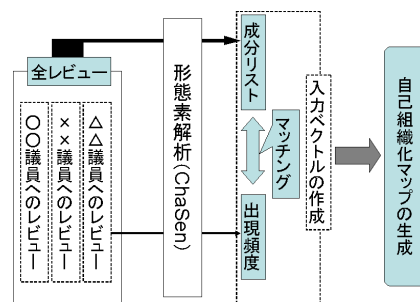 全レビュー
〇〇議員へのレビュー
××議員へのレビュー
△△議員へのレビュー
形態素解析(ChaSen)
成分リスト
マッチング
出現頻度
入力ベクトルの作成
自己組織化マップの生成